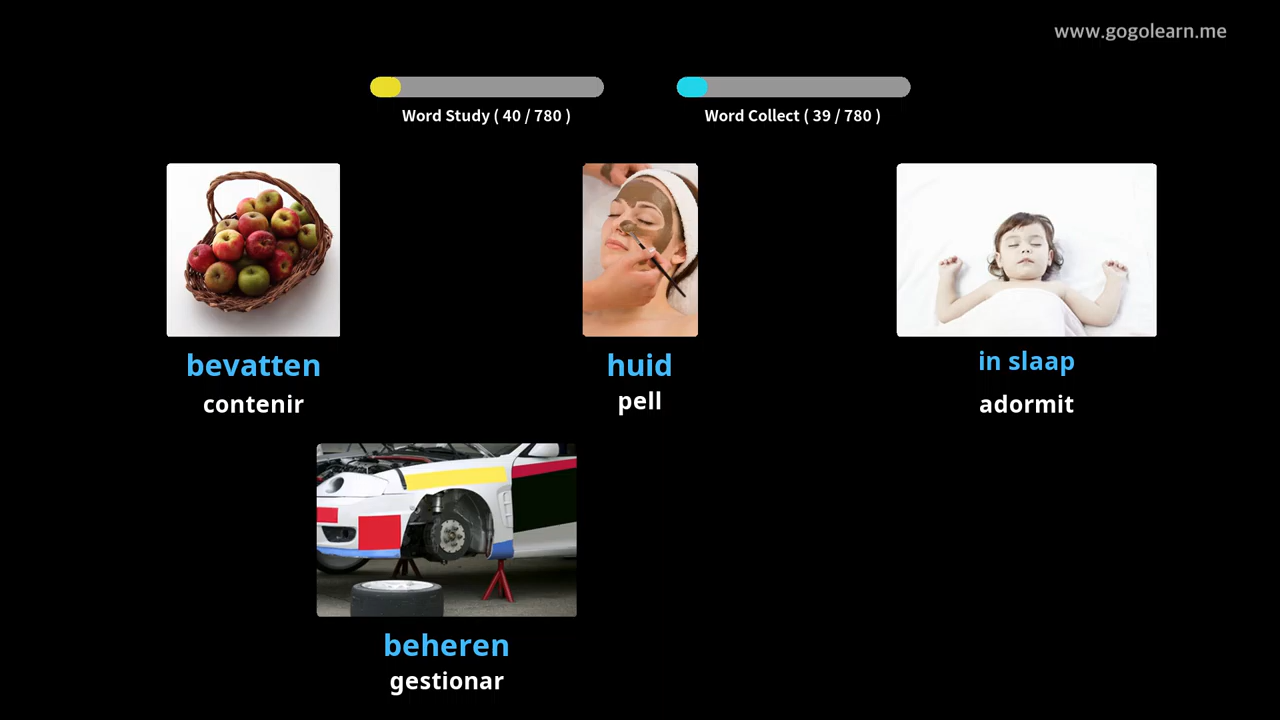 www.gogolearn.me
Word Study ( 40 / 780 )
Word Collect ( 39 / 780 )
bevatten
contenir
huid
pell
in slaap
adormit
beheren
gestionar